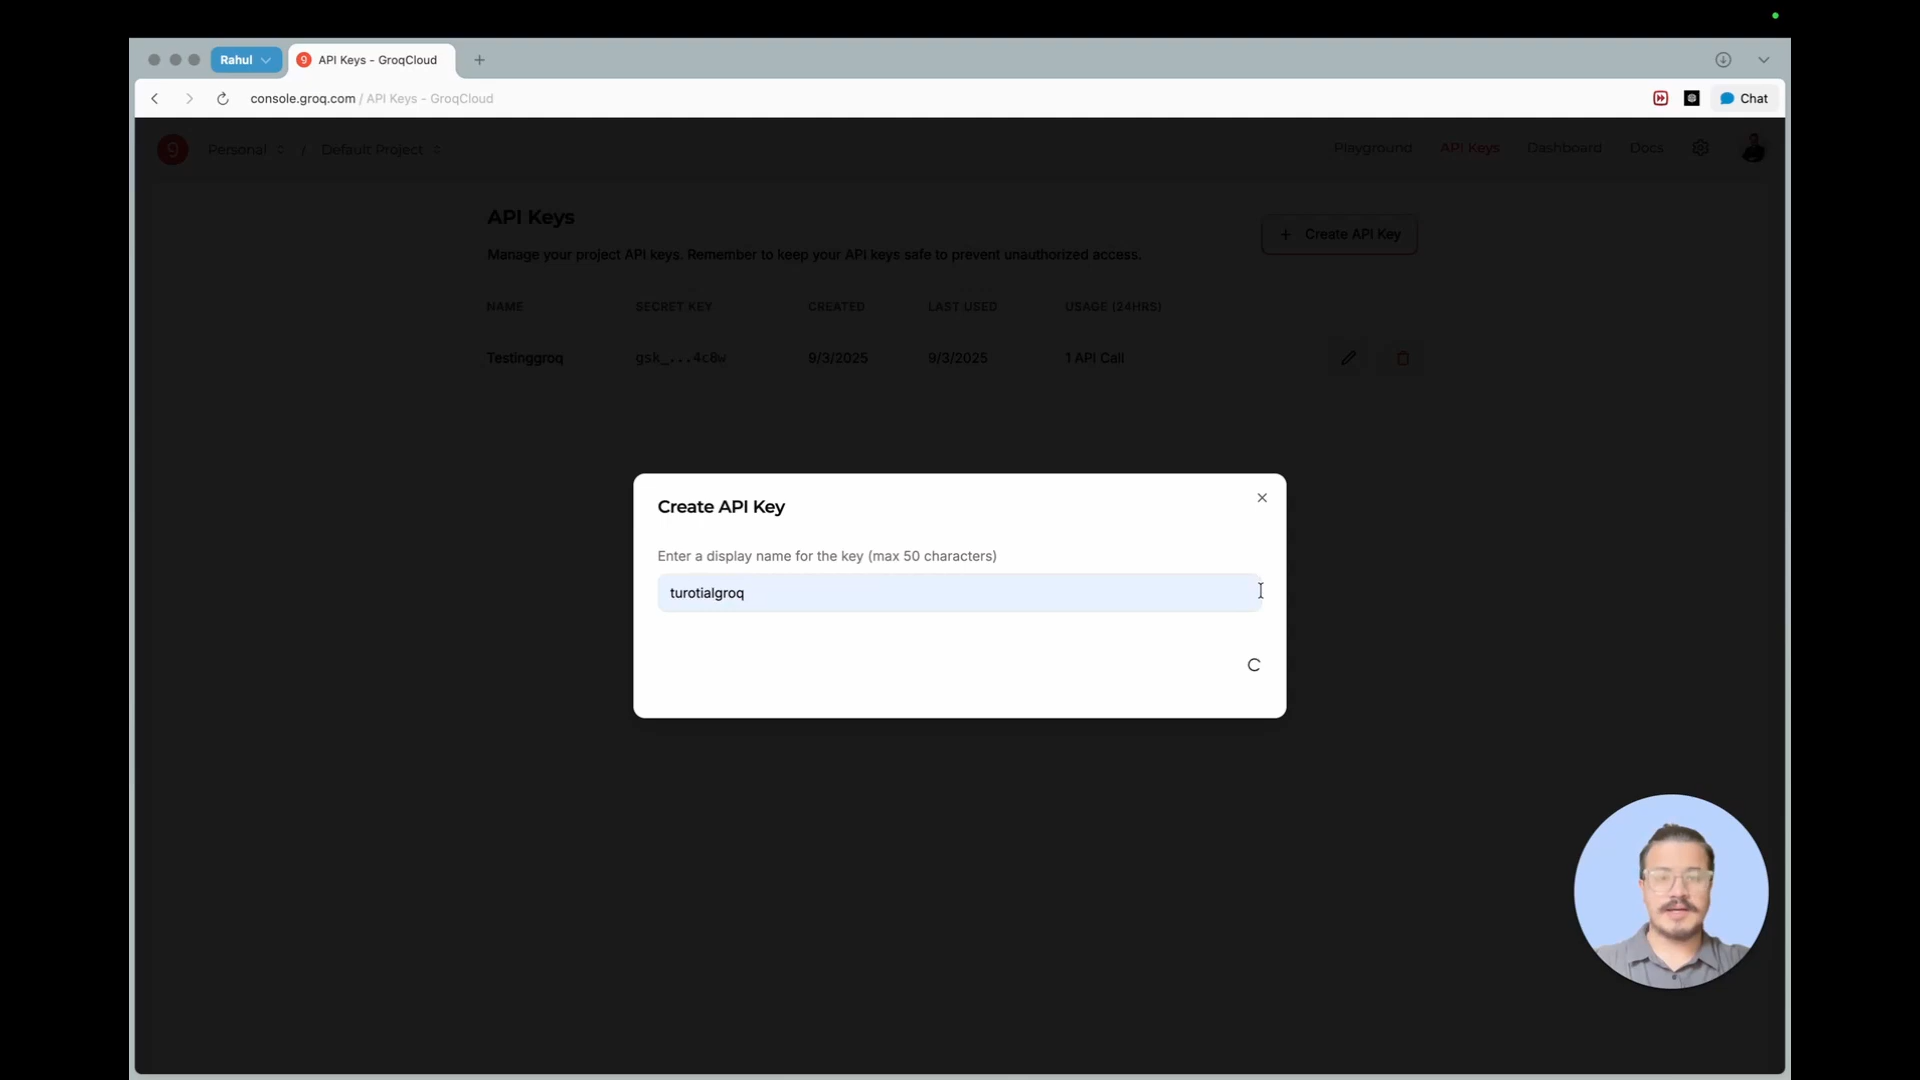 Rahul
9 API Keys - GroqCloud
console.groq.com / API Keys - GroqCloud
Chat
Personal / Default Project
Playground API Keys Dashboard Docs
API Keys
Create API Key
Manage your project API keys. Remember to keep your API keys safe to prevent unauthorized access.
NAME SECRET KEY CREATED LAST USED USAGE (24HRS)
Testinggroq gsk_...4c8w 9/3/2025 9/3/2025 1 API Call
Create API Key
Enter a display name for the key (max 50 characters)
turotialgroq